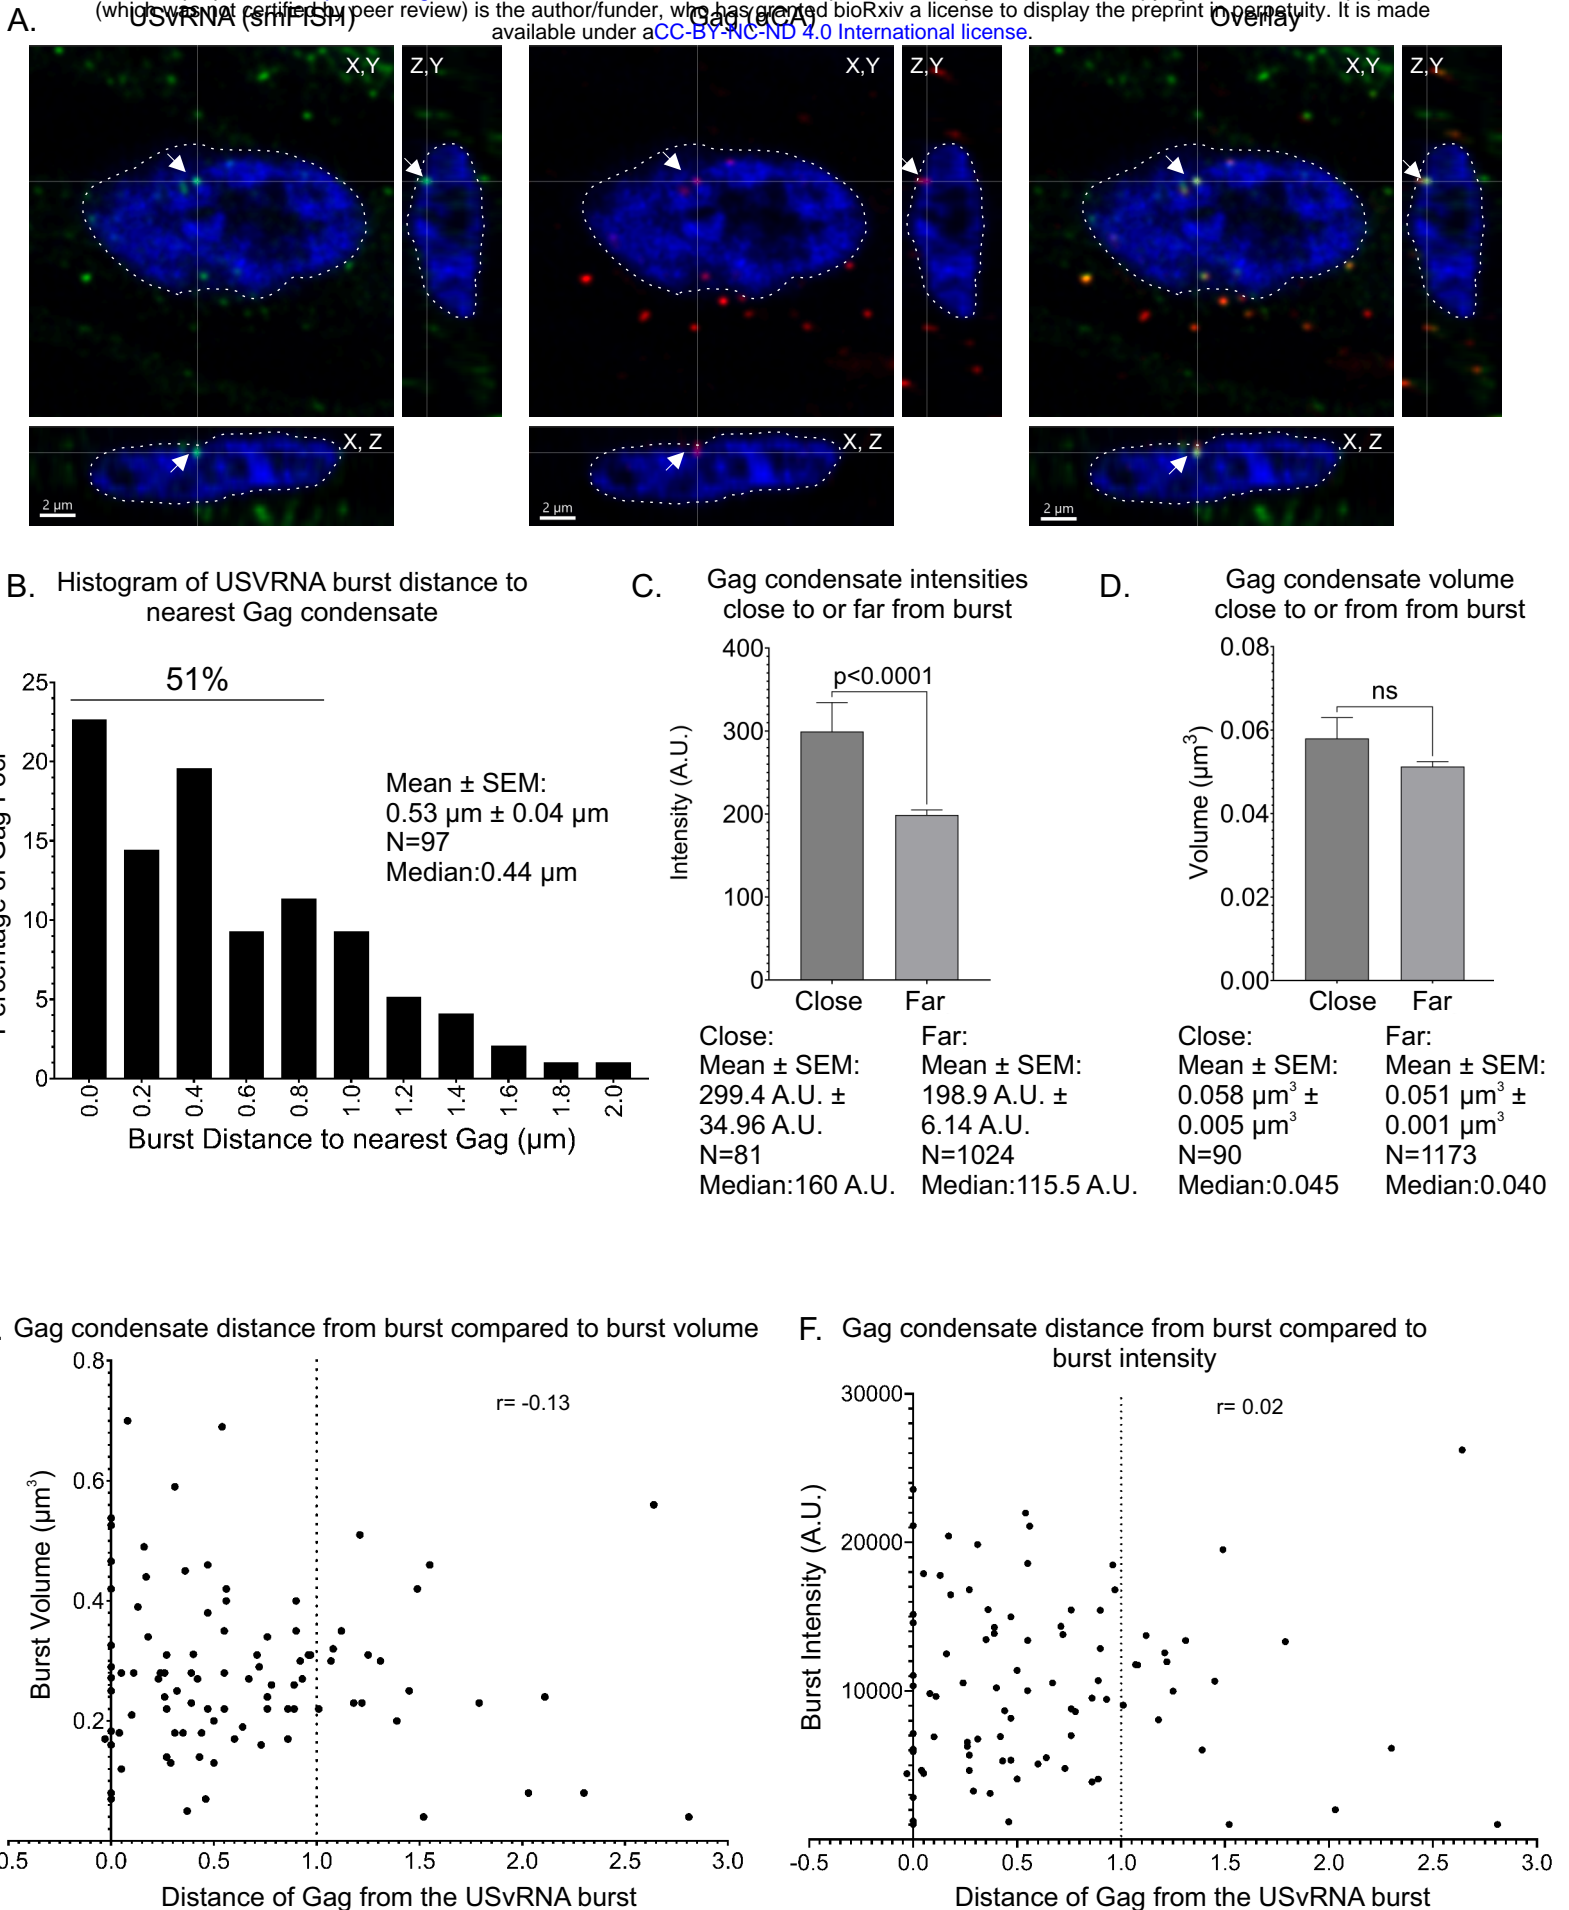 (which was not certified by peer review) is the author/funder, who has granted bioRxiv a license to display the preprint in perpetuity. It is made
available under aCC-BY-NC-ND 4.0 International license.
A.
USvRNA (smFISH)
Gag (αCA)
Overlay
X,Y
Z,Y
X,Y
Z,Y
X,Y
Z,Y
X, Z
X, Z
X, Z
2 µm
2 µm
2 µm
B.
Histogram of USVRNA burst distance to
nearest Gag condensate
51%
25
20
15
10
5
0
Mean ± SEM:
0.53 µm ± 0.04 µm
N=97
Median:0.44 µm
0.0 0.2 0.4 0.6 0.8 1.0 1.2 1.4 1.6 1.8 2.0
Burst Distance to nearest Gag (µm)
C.
Gag condensate intensities
close to or far from burst
Intensity (A.U.)
400
300
200
100
0
p<0.0001
Close Far
Close:
Mean ± SEM:
299.4 A.U. ±
34.96 A.U.
N=81
Median:160 A.U.
Far:
Mean ± SEM:
198.9 A.U. ±
6.14 A.U.
N=1024
Median:115.5 A.U.
D.
Gag condensate volume
close to or from from burst
Volume (µm³)
0.08
0.06
0.04
0.02
0.00
ns
Close Far
Close:
Mean ± SEM:
0.058 µm³ ±
0.005 µm³
N=90
Median:0.045
Far:
Mean ± SEM:
0.051 µm³ ±
0.001 µm³
N=1173
Median:0.040
Gag condensate distance from burst compared to burst volume
Burst Volume (µm³)
0.8
0.6
0.4
0.2
r= -0.13
0.5 0.0 0.5 1.0 1.5 2.0 2.5 3.0
Distance of Gag from the USvRNA burst
F.
Gag condensate distance from burst compared to
burst intensity
Burst Intensity (A.U.)
30000
20000
10000
r= 0.02
-0.5 0.0 0.5 1.0 1.5 2.0 2.5 3.0
Distance of Gag from the USvRNA burst